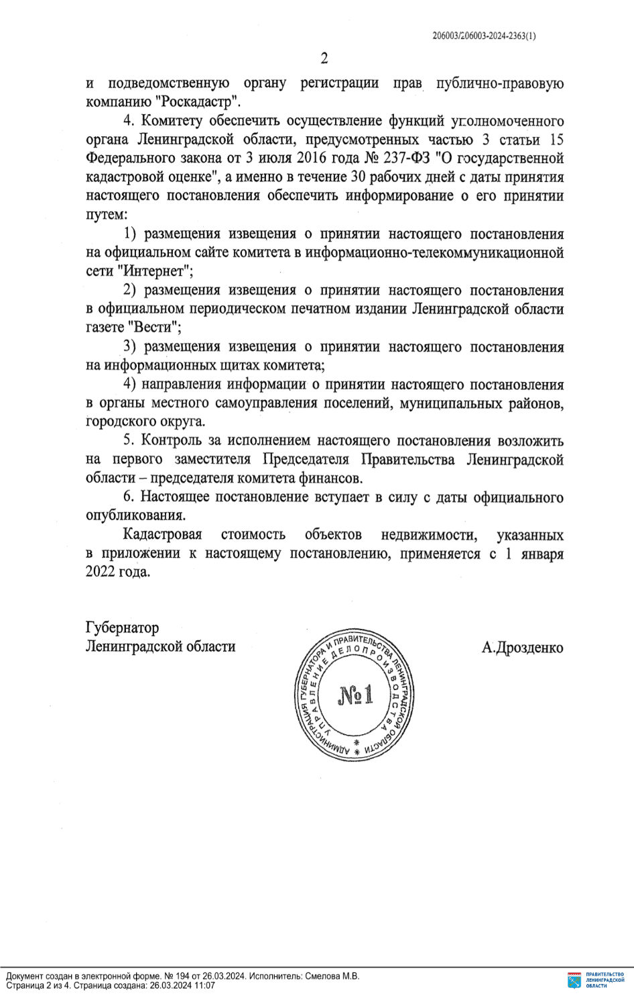 206003/206003-2024-2363(1)
2
и подведомственную органу регистрации прав публично-правовую
компанию "Роскадастр".
4. Комитету обеспечить осуществление функций уполномоченного
органа Ленинградской области, предусмотренных частью 3 статьи 15
Федерального закона от 3 июля 2016 года № 237-ФЗ "О государственной
кадастровой оценке", а именно в течение 30 рабочих дней с даты принятия
настоящего постановления обеспечить информирование о его принятии
путем:
1) размещения извещения о принятии настоящего постановления
на официальном сайте комитета в информационно-телекоммуникационной
сети "Интернет";
2) размещения извещения о принятии настоящего постановления
в официальном периодическом печатном издании Ленинградской области
газете "Вести";
3) размещения извещения о принятии настоящего постановления
на информационных щитах комитета;
4) направления информации о принятии настоящего постановления
в органы местного самоуправления поселений, муниципальных районов,
городского округа.
5. Контроль за исполнением настоящего постановления возложить
на первого заместителя Председателя Правительства Ленинградской
области – председателя комитета финансов.
6. Настоящее постановление вступает в силу с даты официального
опубликования.
Кадастровая стоимость объектов недвижимости, указанных
в приложении к настоящему постановлению, применяется с 1 января
2022 года.
Губернатор
Ленинградской области
А.Дрозденко
АДМИНИСТРАЦИЯ ГУБЕРНАТОРА И ПРАВИТЕЛЬСТВА ЛЕНИНГРАДСКОЙ ОБЛАСТИ
УПРАВЛЕНИЕ ДЕЛОПРОИЗВОДСТВА
№1
Документ создан в электронной форме. № 194 от 26.03.2024. Исполнитель: Смелова М.В.
Страница 2 из 4. Страница создана: 26.03.2024 11:07
ПРАВИТЕЛЬСТВО
ЛЕНИНГРАДСКОЙ
ОБЛАСТИ